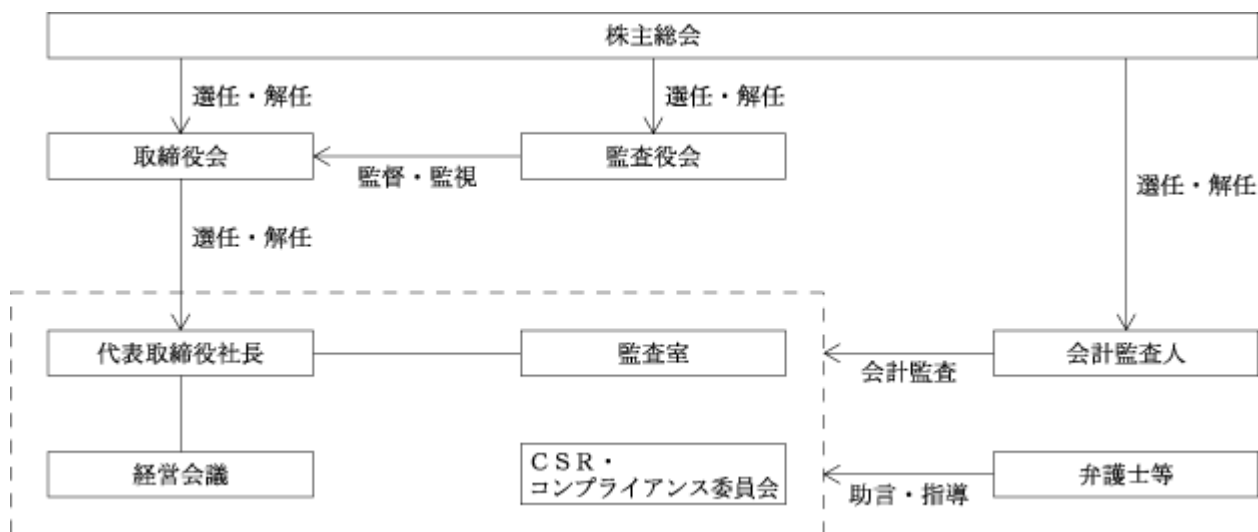 株主総会
選任・解任
選任・解任
取締役会
監査役会
監督・監視
選任・解任
選任・解任
代表取締役社長
監査室
会計監査人
会計監査
経営会議
ＣＳＲ・
コンプライアンス委員会
弁護士等
助言・指導